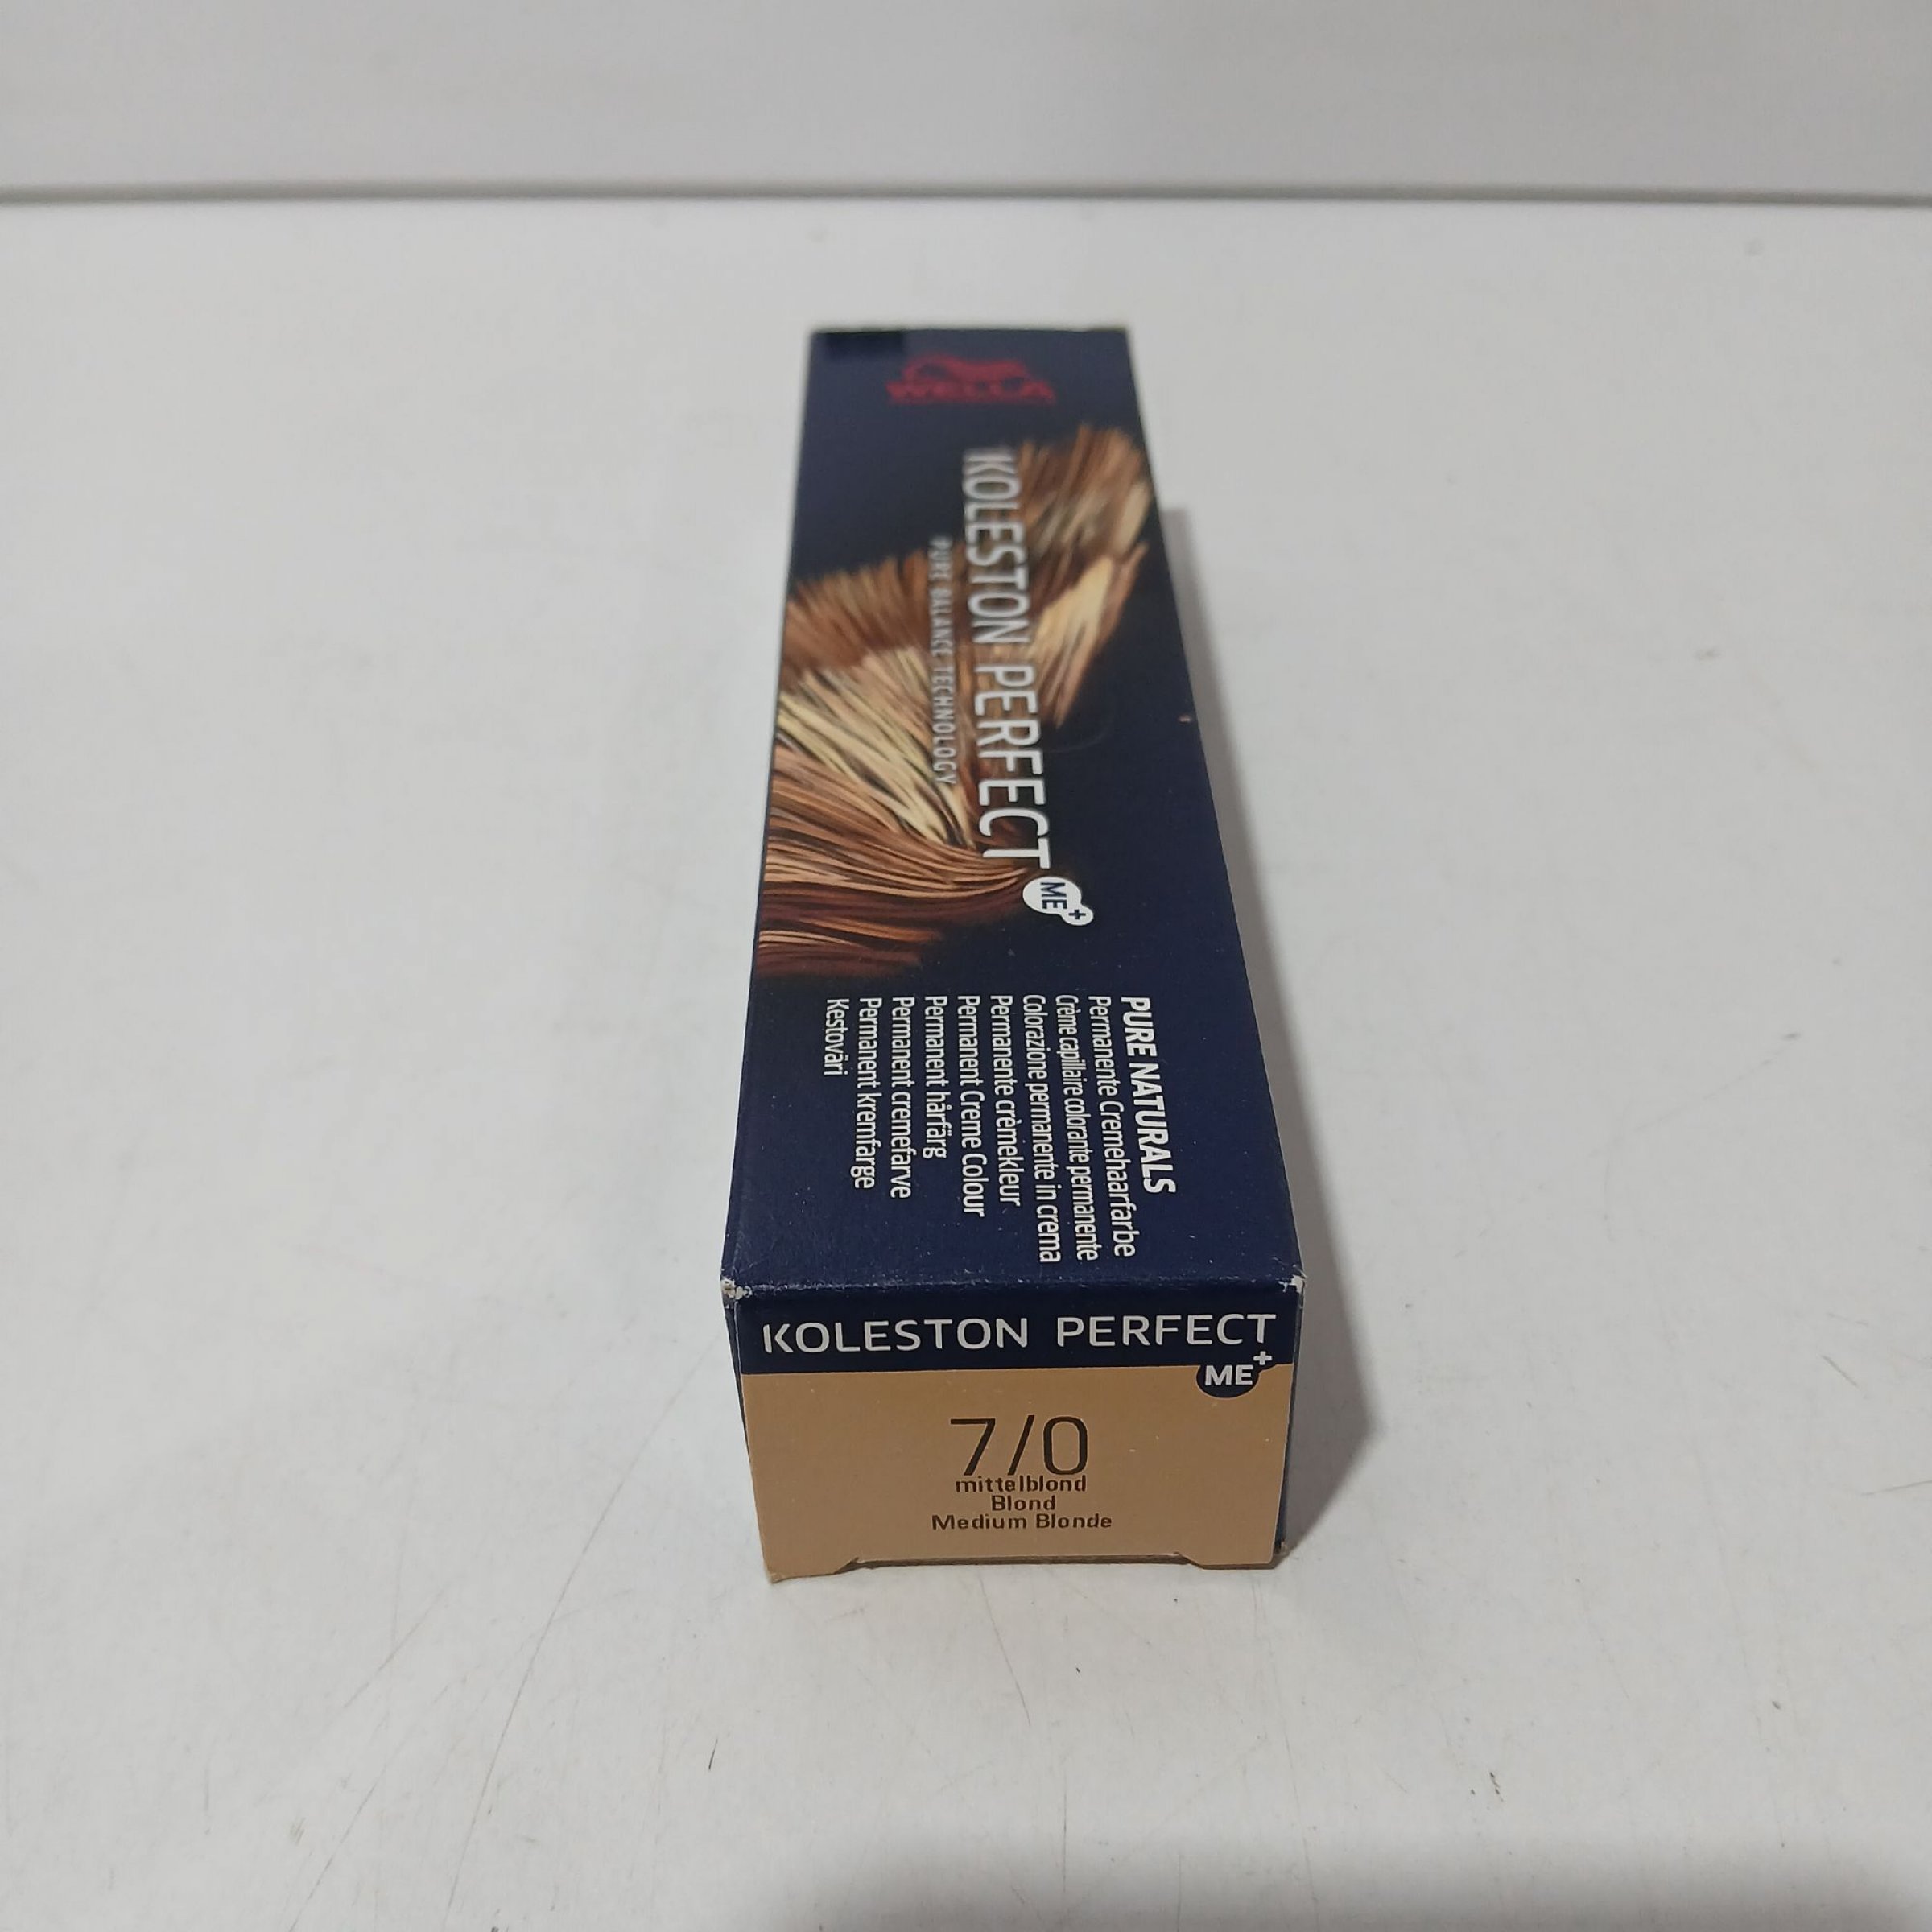 WELLA
KOLESTON PERFECT
ME+
PURE BALANCE TECHNOLOGY
PURE NATURALS
Permanente Cremehaarfarbe
Crème capillaire colorante permanente
Colorazione permanente in crema
Permanente crèmekleur
Permanent Creme Colour
Permanent hårfärg
Permanent cremefarve
Permanent kremfarge
Kestoväri
KOLESTON PERFECT
ME+
7/0
mittelblond
Blond
Medium Blonde